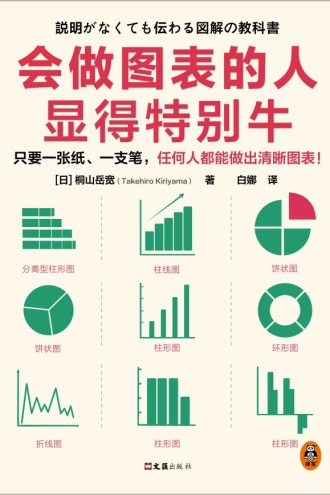 説明がなくても伝わる図解の教科書
会做图表的人
显得特别牛
只要一张纸、一支笔，任何人都能做出清晰图表！
[日] 桐山岳宽（Takehiro Kiriyama） 著 白娜 译
分离型柱形图
柱线图
饼状图
饼状图
柱形图
环形图
折线图
柱形图
柱形图
文匯出版社